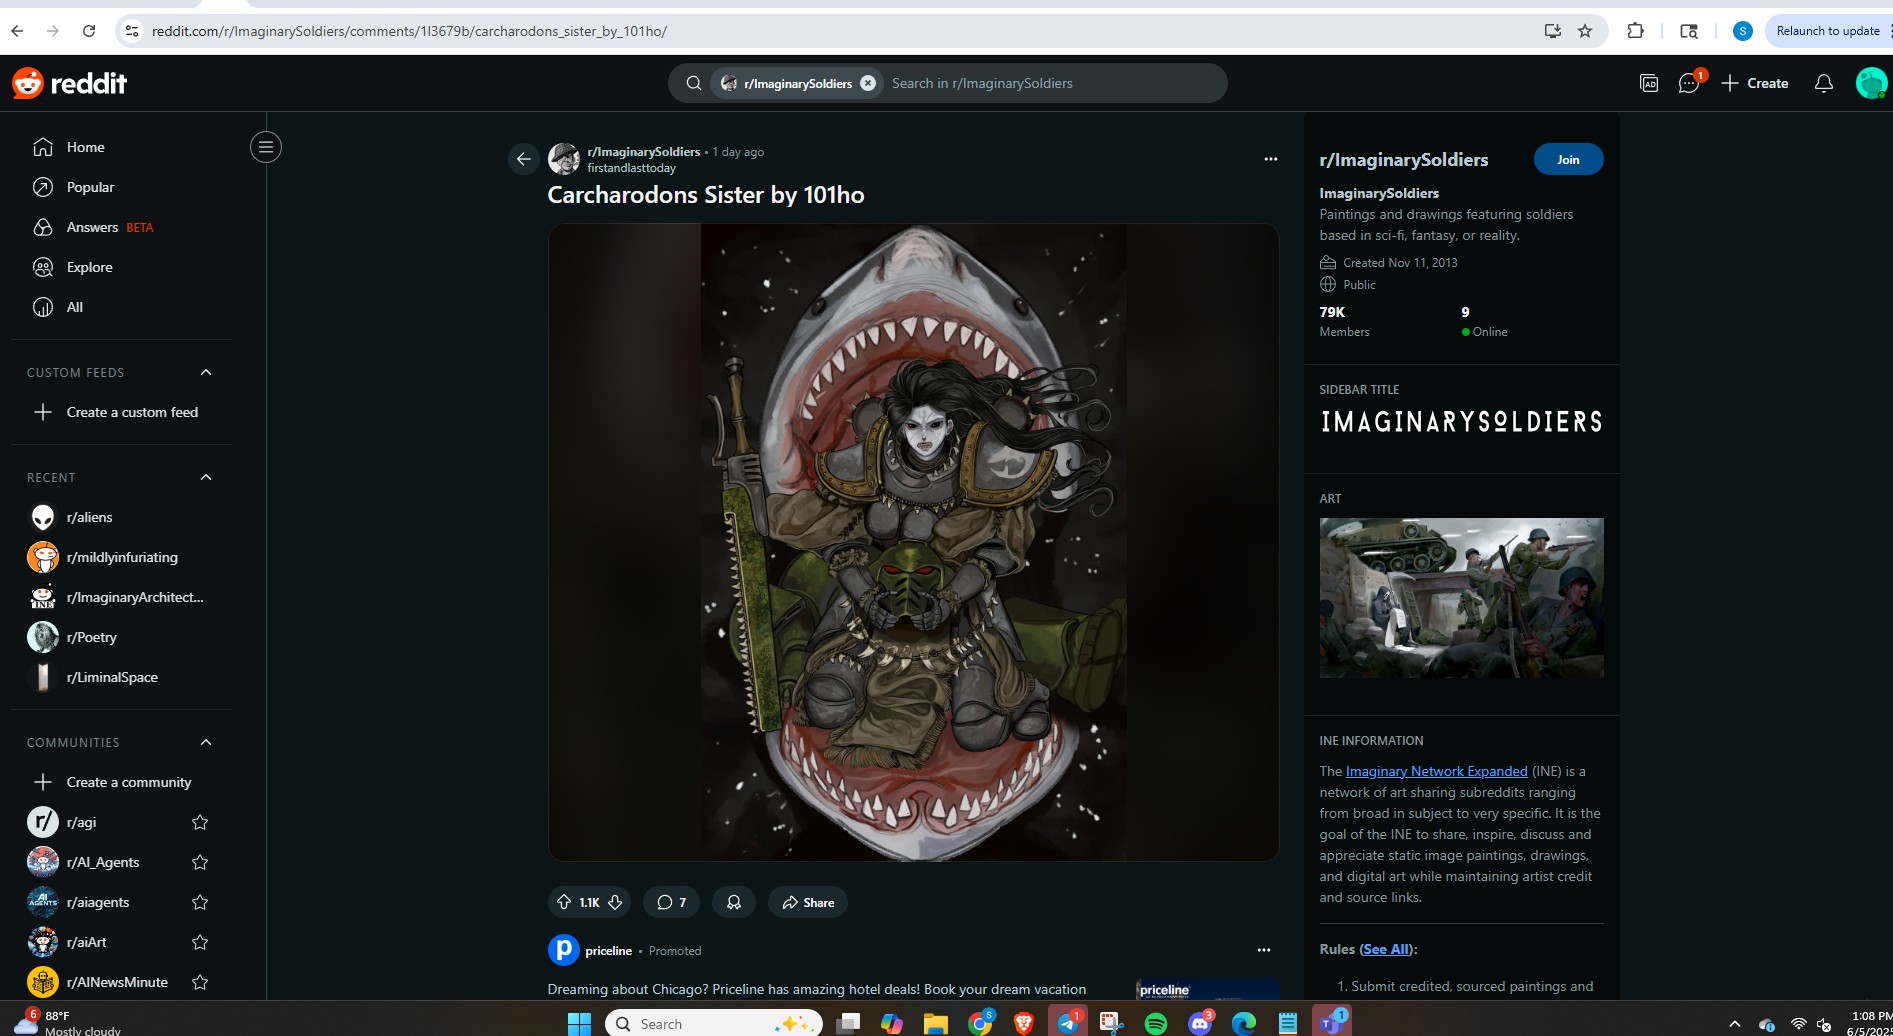 reddit.com/r/ImaginarySoldiers/comments/1l3679b/carcharodons_sister_by_101ho/
S
Relaunch to update
reddit
r/ImaginarySoldiers
Search in r/ImaginarySoldiers
AD
1
Create
Home
Popular
Answers BETA
Explore
All
CUSTOM FEEDS
Create a custom feed
RECENT
r/aliens
r/mildlyinfuriating
INE
r/ImaginaryArchitect...
r/Poetry
r/LiminalSpace
COMMUNITIES
Create a community
r/
r/agi
r/AI_Agents
AI
AGENTS
r/aiagents
r/aiArt
r/AINewsMinute
r/ImaginarySoldiers • 1 day ago
firstandlasttoday
Carcharodons Sister by 101ho
1.1K
7
Share
p
priceline • Promoted
Dreaming about Chicago? Priceline has amazing hotel deals! Book your dream vacation
priceline
r/ImaginarySoldiers
Join
ImaginarySoldiers
Paintings and drawings featuring soldiers
based in sci-fi, fantasy, or reality.
Created Nov 11, 2013
Public
79K
9
Members
Online
SIDEBAR TITLE
IMAGINARYSOLDIERS
ART
INE INFORMATION
The Imaginary Network Expanded (INE) is a
network of art sharing subreddits ranging
from broad in subject to very specific. It is the
goal of the INE to share, inspire, discuss and
appreciate static image paintings, drawings,
and digital art while maintaining artist credit
and source links.
Rules (See All):
1. Submit credited, sourced paintings and
6
88°F
Mostly cloudy
Search
S
1
3
T
1
1:08 PM
6/5/202